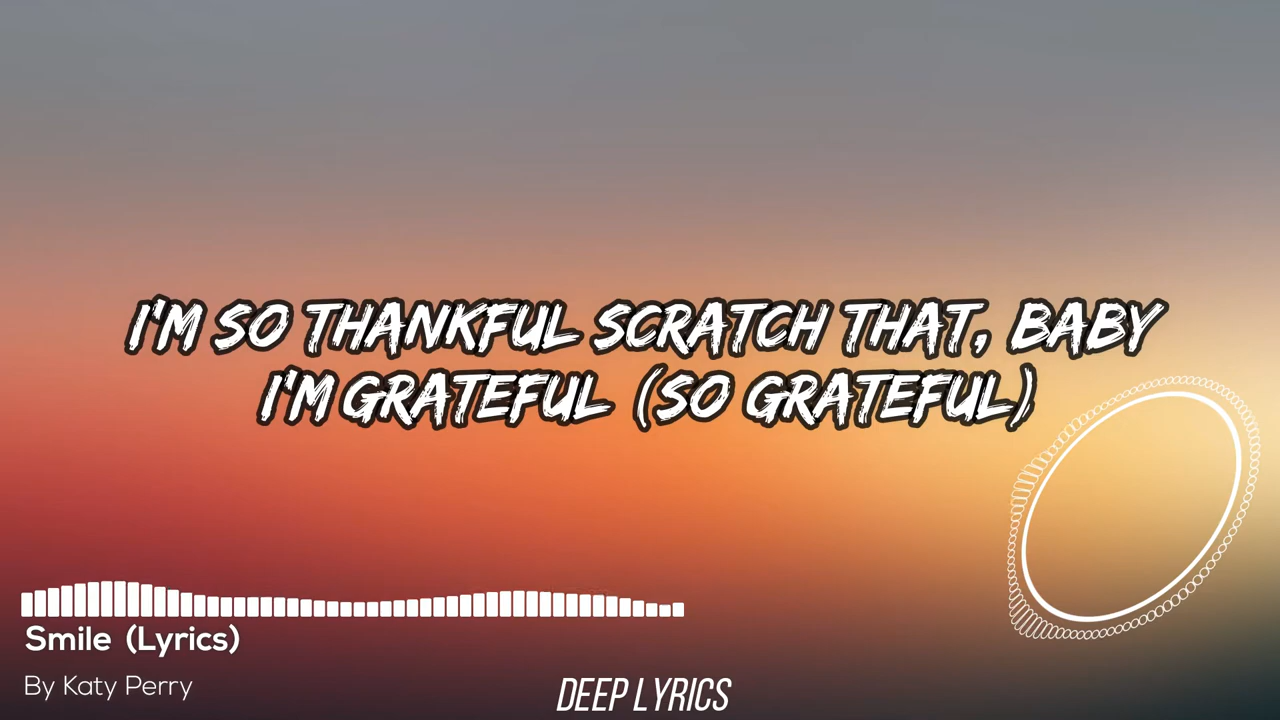 I'M SO THANKFUL SCRATCH THAT, BABY
I'M GRATEFUL (SO GRATEFUL)
Smile (Lyrics)
By Katy Perry
DEEP LYRICS